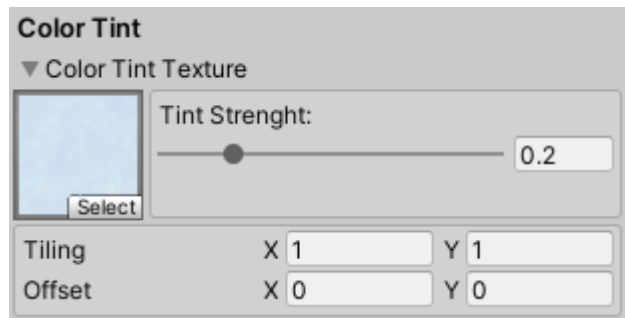 Color Tint
Color Tint Texture
Tint Strenght:
0.2
Select
Tiling X 1 Y 1
Offset X 0 Y 0